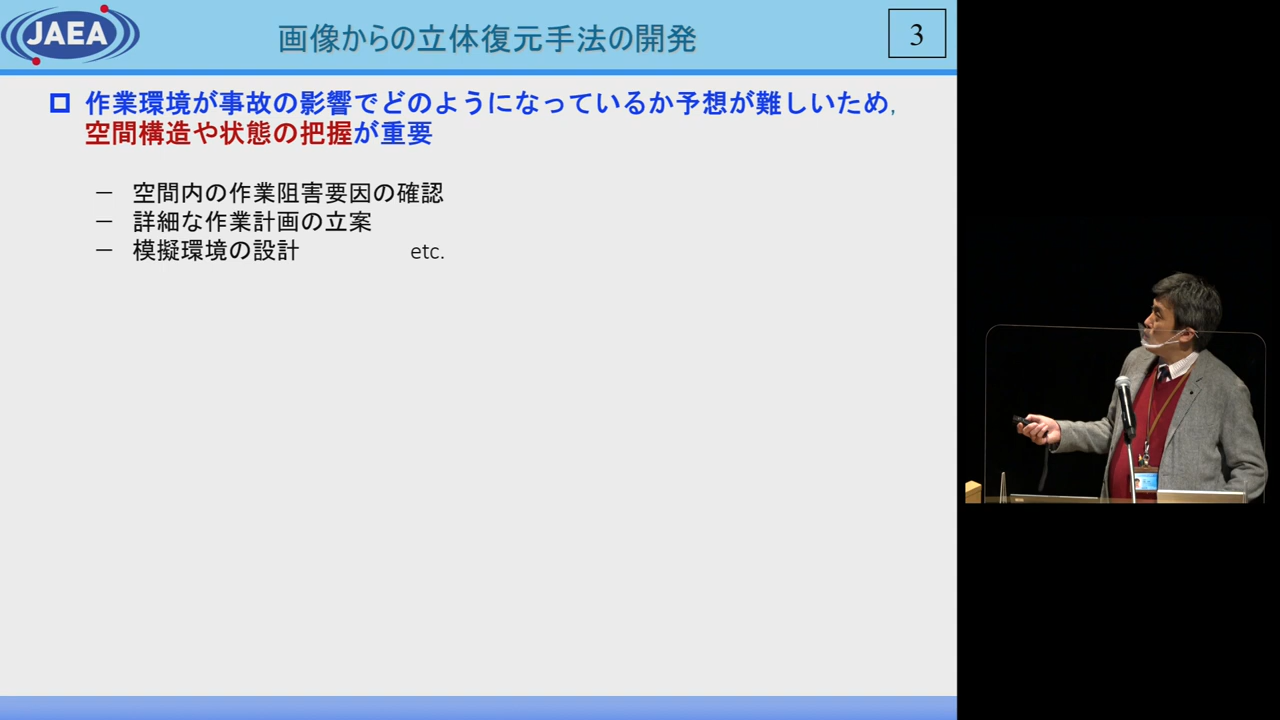 JAEA
画像からの立体復元手法の開発
3
作業環境が事故の影響でどのようになっているか予想が難しいため,
空間構造や状態の把握が重要
― 空間内の作業阻害要因の確認
― 詳細な作業計画の立案
― 模擬環境の設計 etc.